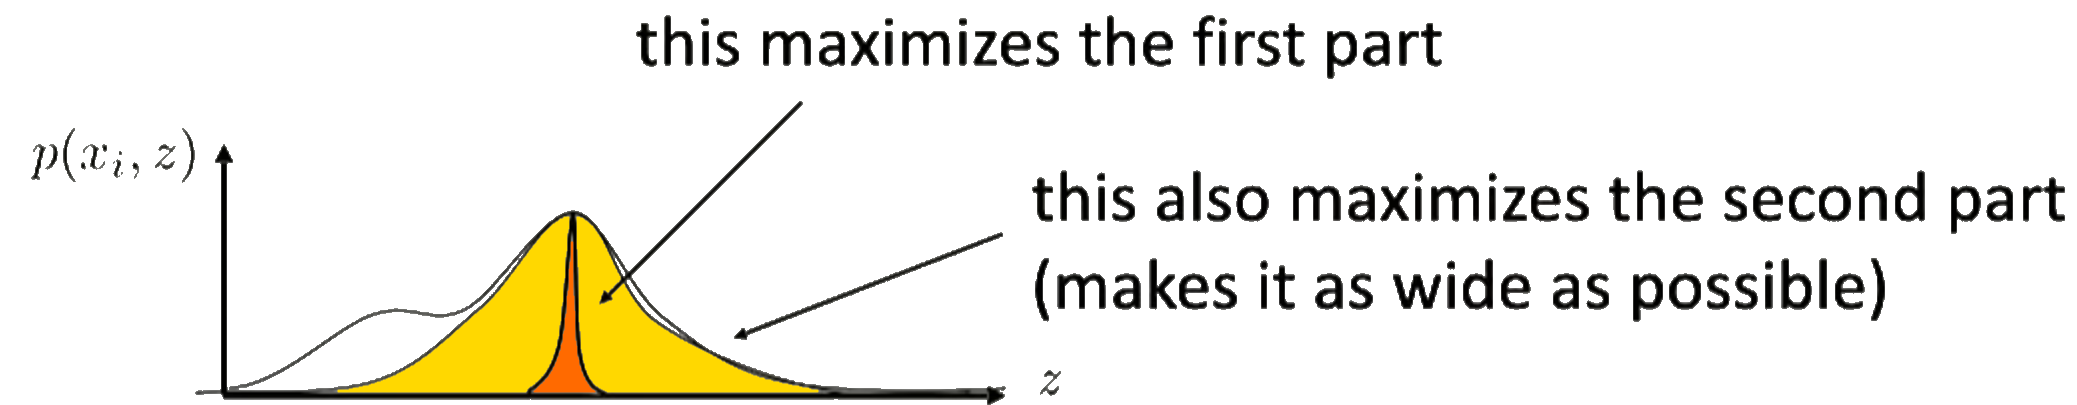 this maximizes the first part
p(x_i, z)
this also maximizes the second part
(makes it as wide as possible)
z